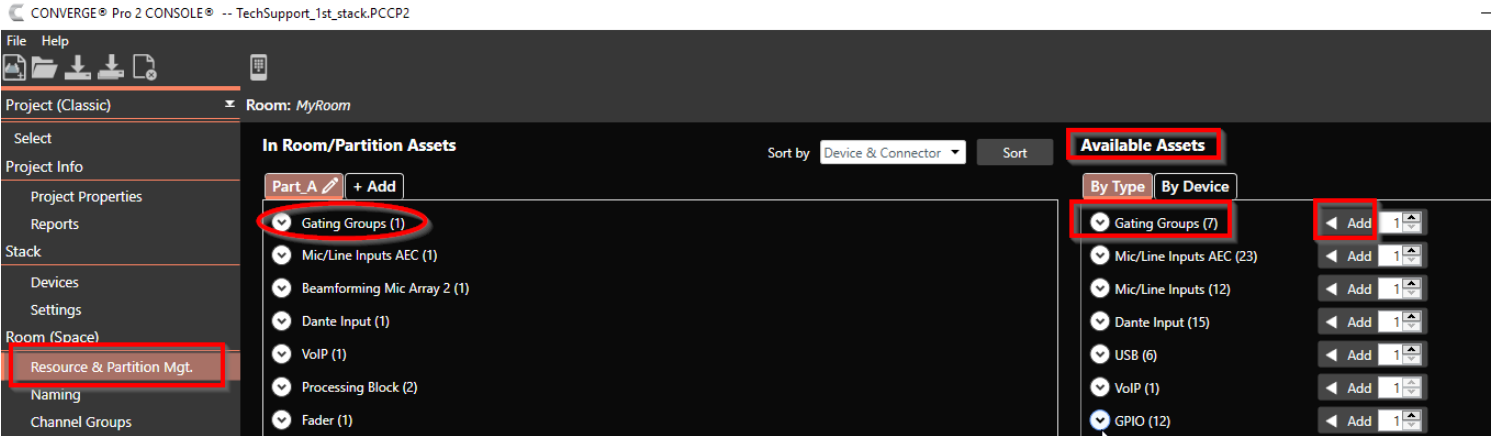 CONVERGE® Pro 2 CONSOLE® -- TechSupport_1st_stack.PCCP2
File Help
Project (Classic)
Select
Project Info
Project Properties
Reports
Stack
Devices
Settings
Room (Space)
Resource & Partition Mgt.
Naming
Channel Groups
Room: MyRoom
In Room/Partition Assets
Sort by Device & Connector Sort
Part_A + Add
Gating Groups (1)
Mic/Line Inputs AEC (1)
Beamforming Mic Array 2 (1)
Dante Input (1)
VoIP (1)
Processing Block (2)
Fader (1)
Available Assets
By Type By Device
Gating Groups (7) Add 1
Mic/Line Inputs AEC (23) Add 1
Mic/Line Inputs (12) Add 1
Dante Input (15) Add 1
USB (6) Add 1
VoIP (1) Add 1
GPIO (12) Add 1